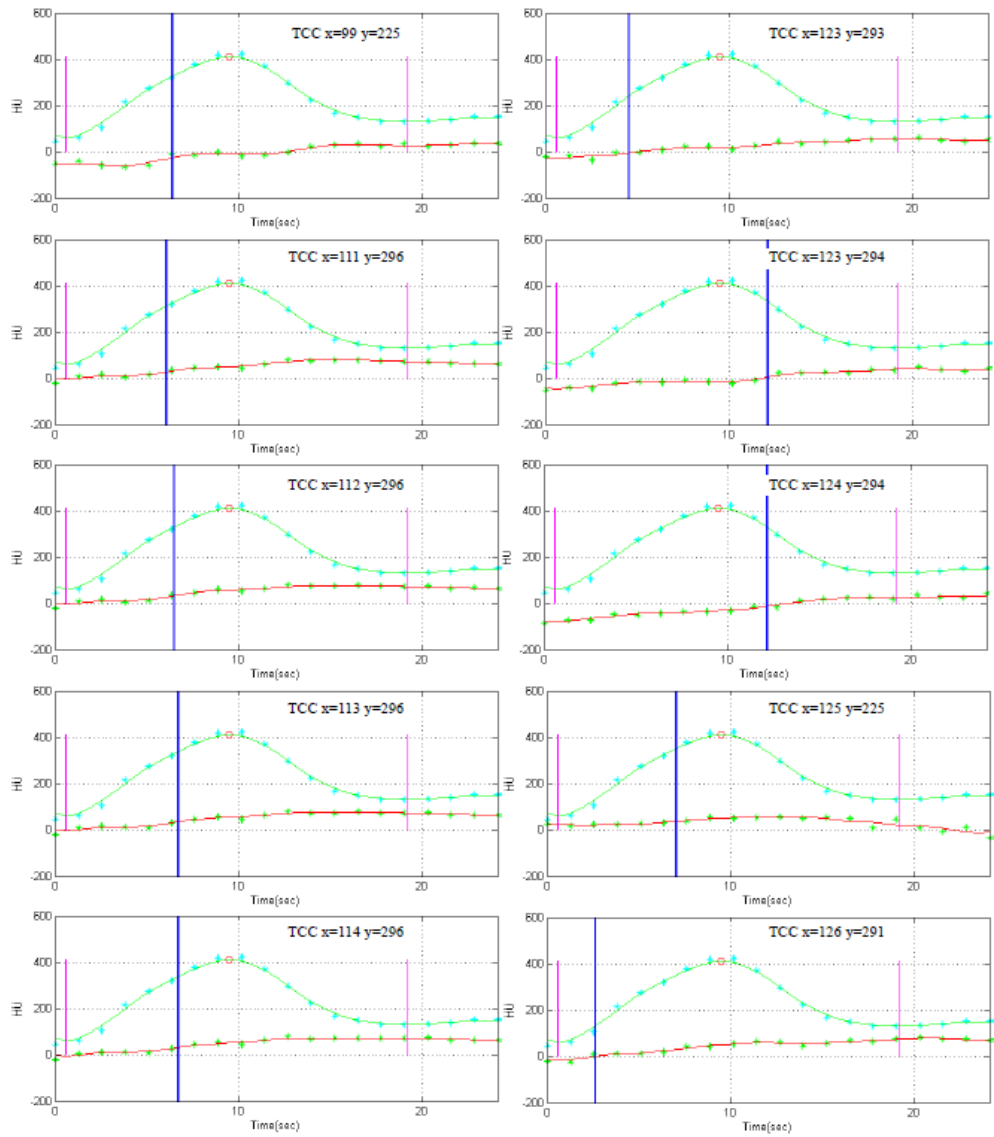 TCC x=99 y=225
600
400
200
0
-200
HU
0
10
20
Time(sec)
TCC x=123 y=293
600
400
200
0
-200
HU
0
10
20
Time(sec)
TCC x=111 y=296
600
400
200
0
-200
HU
0
10
20
Time(sec)
TCC x=123 y=294
600
400
200
0
-200
HU
0
10
20
Time(sec)
TCC x=112 y=296
600
400
200
0
-200
HU
0
10
20
Time(sec)
TCC x=124 y=294
600
400
200
0
-200
HU
0
10
20
Time(sec)
TCC x=113 y=296
600
400
200
0
-200
HU
0
10
20
Time(sec)
TCC x=125 y=225
600
400
200
0
-200
HU
0
10
20
Time(sec)
TCC x=114 y=296
600
400
200
0
-200
HU
0
10
20
Time(sec)
TCC x=126 y=291
600
400
200
0
-200
HU
0
10
20
Time(sec)